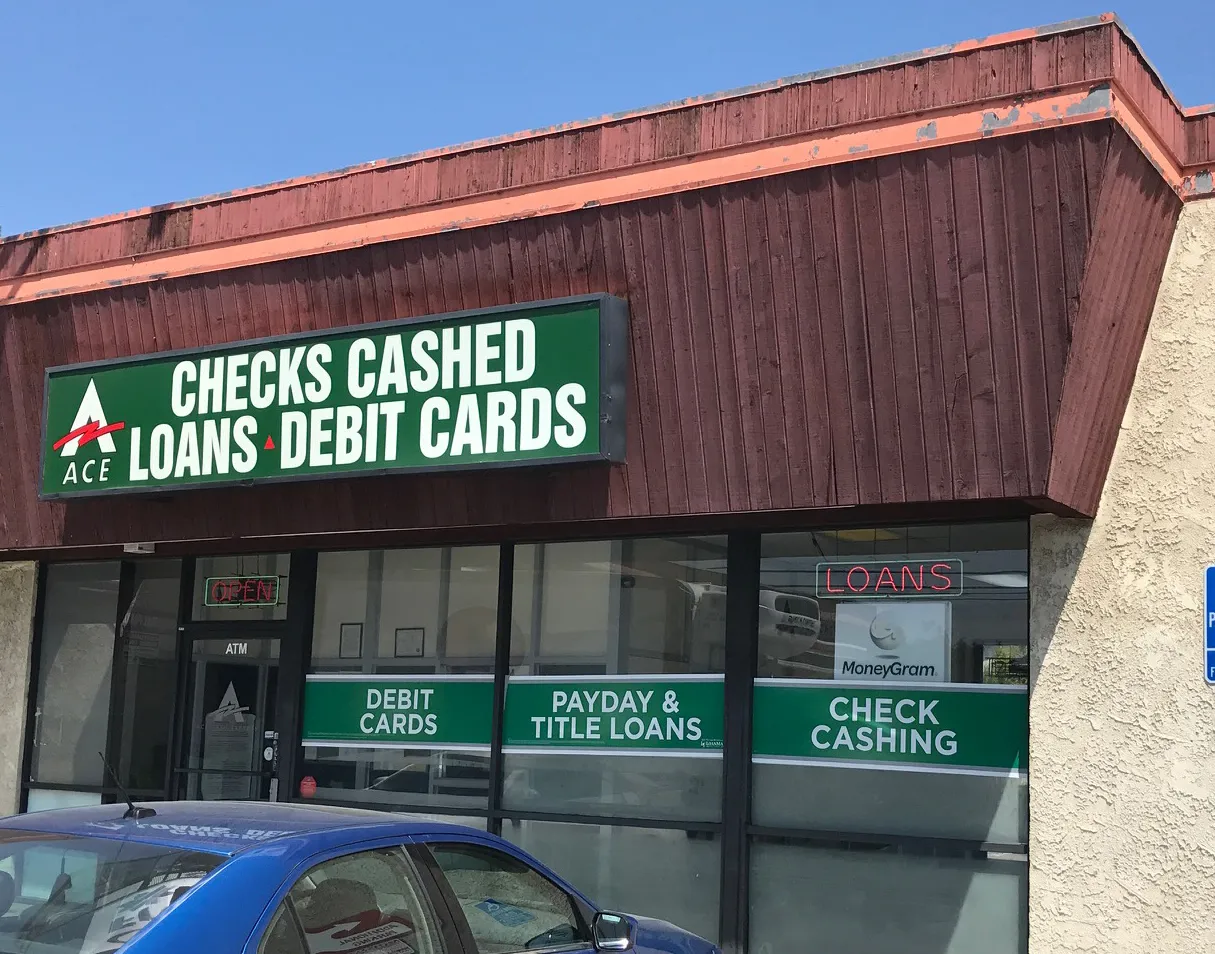 CHECKS CASHED
LOANS DEBIT CARDS
ACE
OPEN
LOANS
ATM
MoneyGram
DEBIT
CARDS
PAYDAY &
TITLE LOANS
CHECK
CASHING